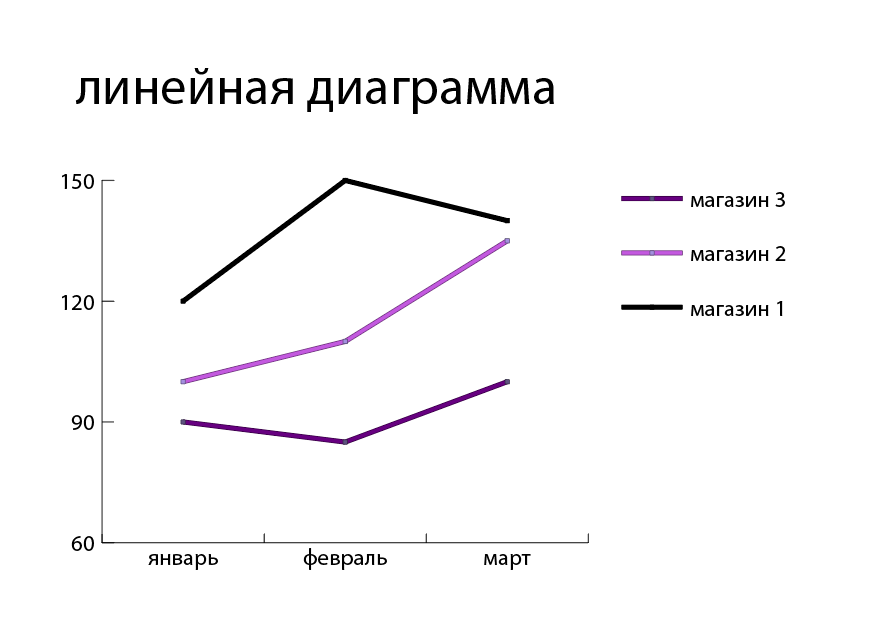 линейная диаграмма
150
120
90
60
январь февраль март
магазин 3
магазин 2
магазин 1